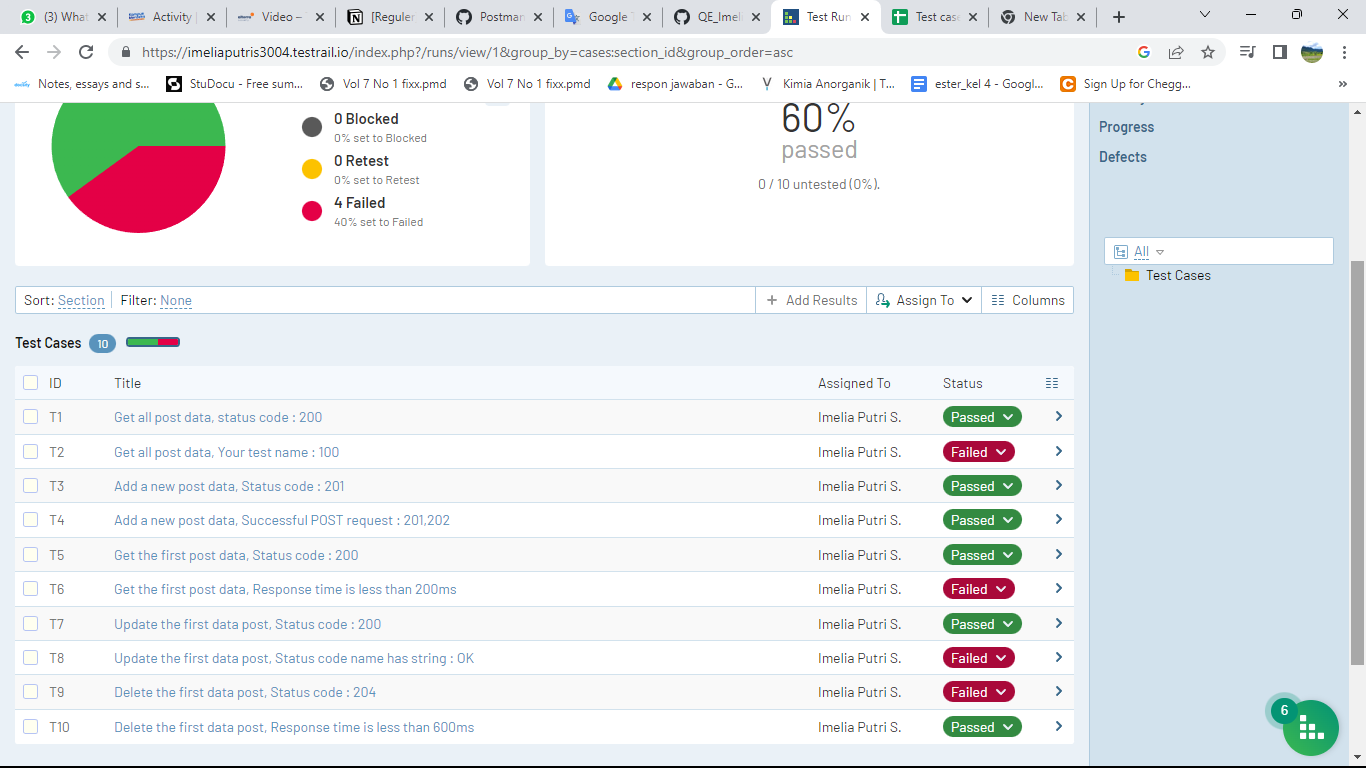 3 (3) What
Activity
Video –
[Reguler
Postman
Google T
QE_Imeli
Test Run
Test case
New Tab
https://imeliaputris3004.testrail.io/index.php?/runs/view/1&group_by=cases:section_id&group_order=asc
Notes, essays and s...
StuDocu - Free sum...
Vol 7 No 1 fixx.pmd
Vol 7 No 1 fixx.pmd
respon jawaban - G...
Kimia Anorganik | T...
ester_kel 4 - Googl...
Sign Up for Chegg...
»
0 Blocked
0% set to Blocked
0 Retest
0% set to Retest
4 Failed
40% set to Failed
60%
passed
0 / 10 untested (0%).
Progress
Defects
All
Test Cases
Sort: Section Filter: None
+ Add Results
Assign To
Columns
Test Cases 10
ID Title Assigned To Status
T1 Get all post data, status code : 200 Imelia Putri S. Passed
T2 Get all post data, Your test name : 100 Imelia Putri S. Failed
T3 Add a new post data, Status code : 201 Imelia Putri S. Passed
T4 Add a new post data, Successful POST request : 201,202 Imelia Putri S. Passed
T5 Get the first post data, Status code : 200 Imelia Putri S. Passed
T6 Get the first post data, Response time is less than 200ms Imelia Putri S. Failed
T7 Update the first data post, Status code : 200 Imelia Putri S. Passed
T8 Update the first data post, Status code name has string : OK Imelia Putri S. Failed
T9 Delete the first data post, Status code : 204 Imelia Putri S. Failed
T10 Delete the first data post, Response time is less than 600ms Imelia Putri S. Passed
6